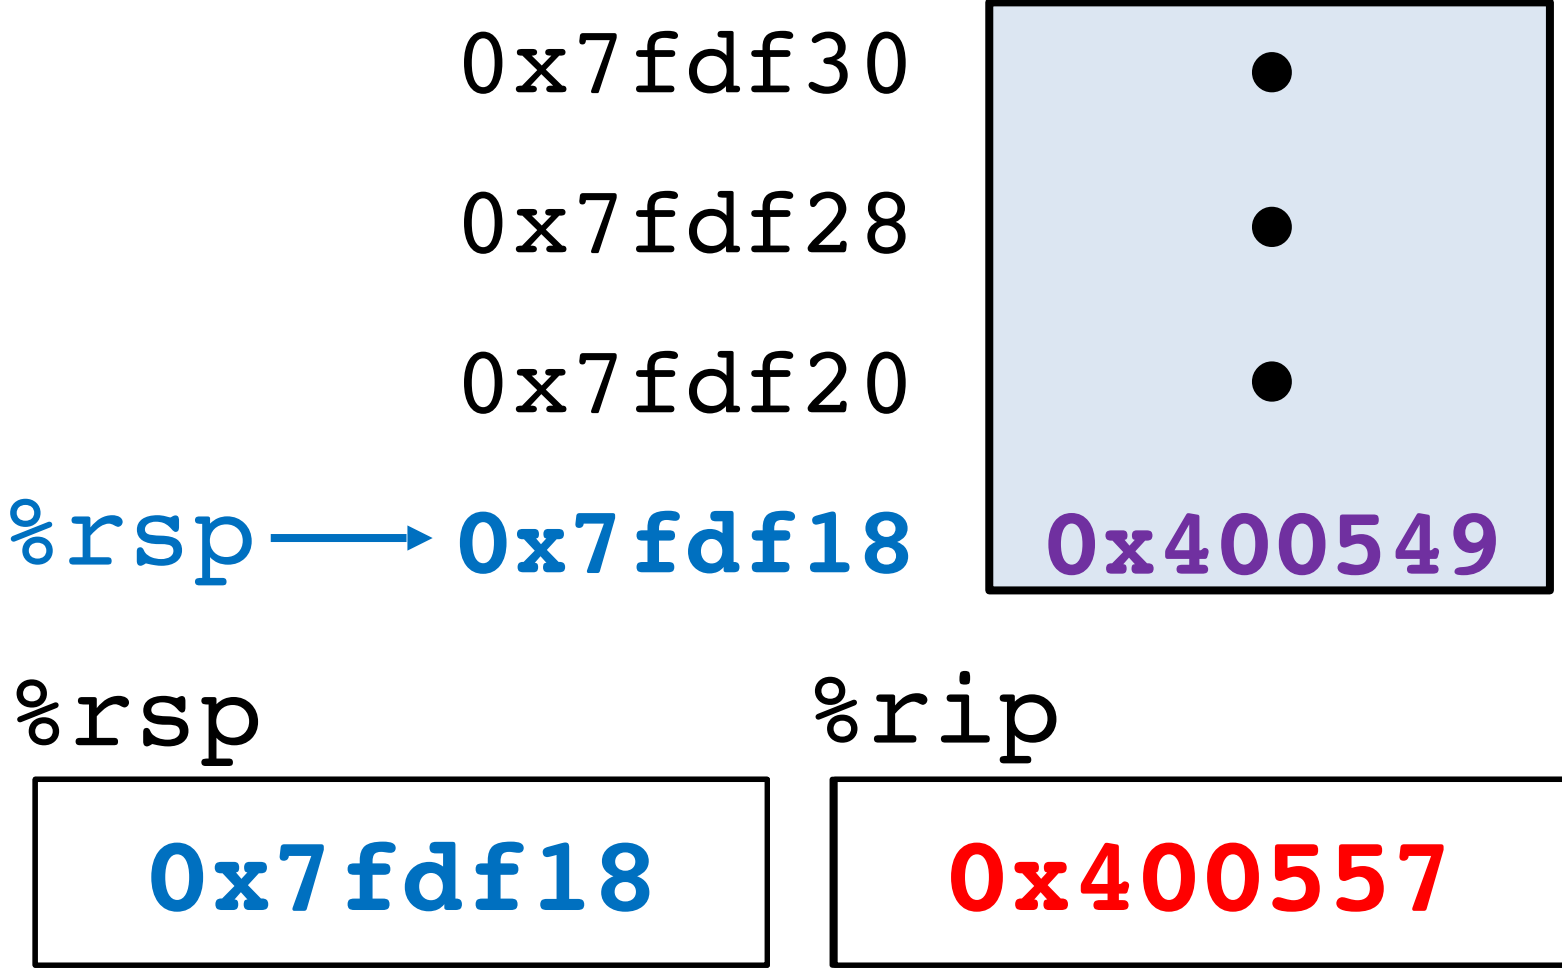 0x7fdf30
0x7fdf28
0x7fdf20
%rsp 0x7fdf18 0x400549
%rsp %rip
0x7fdf18 0x400557